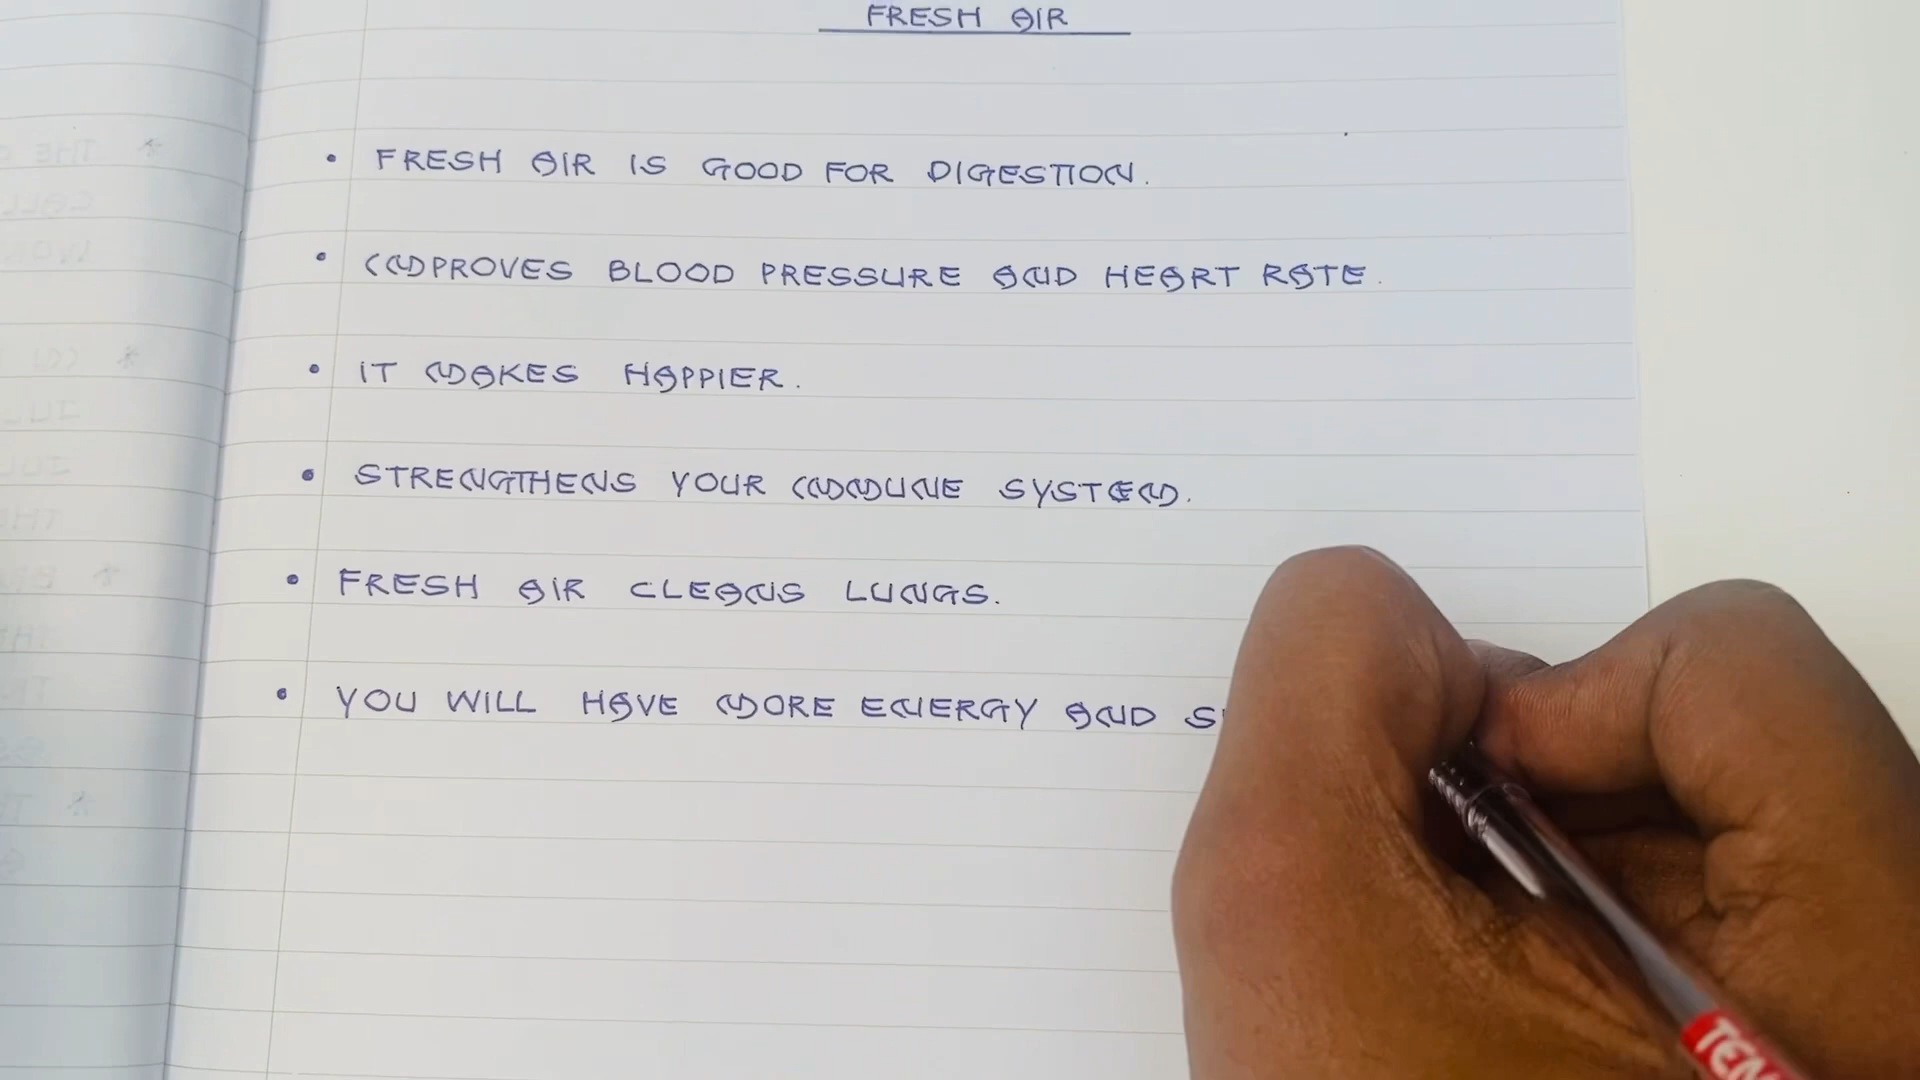 FRESH AIR
• FRESH AIR IS GOOD FOR DIGESTION.
• IMPROVES BLOOD PRESSURE AND HEART RATE.
• IT MAKES HAPPIER.
• STRENGTHENS YOUR IMMUNE SYSTEM.
• FRESH AIR CLEANS LUNGS.
• YOU WILL HAVE MORE ENERGY AND